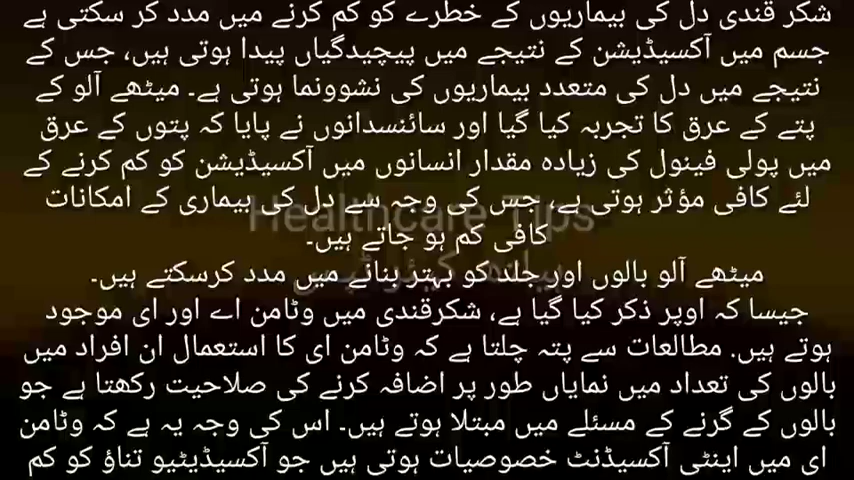 شکر قندی دل کی بیماریوں کے خطرے کو کم کرنے میں مدد کر سکتی ہے
جسم میں آکسیڈیشن کے نتیجے میں پیچیدگیاں پیدا ہوتی ہیں، جس کے
نتیجے میں دل کی متعدد بیماریوں کی نشوونما ہوتی ہے۔ میٹھے آلو کے
پتے کے عرق کا تجربہ کیا گیا اور سائنسدانوں نے پایا کہ پتوں کے عرق
میں پولی فینول کی زیادہ مقدار انسانوں میں آکسیڈیشن کو کم کرنے کے
لئے کافی مؤثر ہوتی ہے، جس کی وجہ سے دل کی بیماری کے امکانات
کافی کم ہو جاتے ہیں۔
Healthcare Tips
میٹھے آلو بالوں اور جلد کو بہتر بنانے میں مدد کرسکتے ہیں۔
جیسا کہ اوپر ذکر کیا گیا ہے، شکرقندی میں وٹامن اے اور ای موجود
ہوتے ہیں. مطالعات سے پتہ چلتا ہے کہ وٹامن ای کا استعمال ان افراد میں
بالوں کی تعداد میں نمایاں طور پر اضافہ کرنے کی صلاحیت رکھتا ہے جو
بالوں کے گرنے کے مسئلے میں مبتلا ہوتے ہیں۔ اس کی وجہ یہ ہے کہ وٹامن
ای میں اینٹی آکسیڈنٹ خصوصیات ہوتی ہیں جو آکسیڈیٹیو تناؤ کو کم